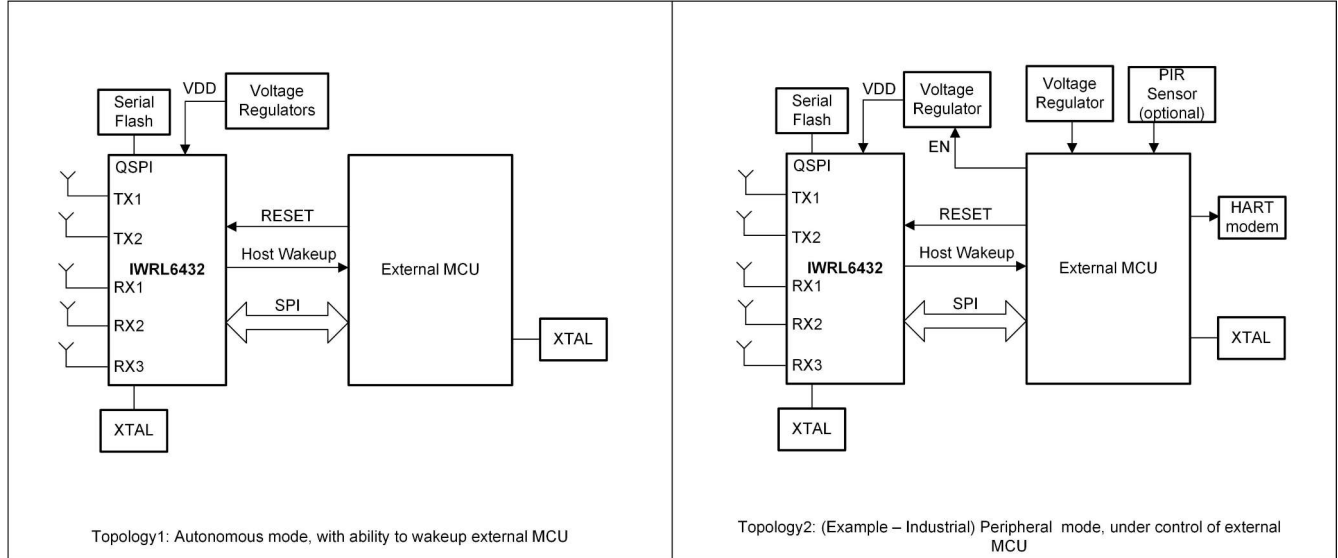 VDD
Voltage
Regulators
Serial
Flash
QSPI
TX1
TX2
IWRL6432
RX1
RX2
RX3
RESET
Host Wakeup
SPI
External MCU
XTAL
XTAL
Topology1: Autonomous mode, with ability to wakeup external MCU
VDD
Voltage
Regulator
Serial
Flash
EN
Voltage
Regulator
PIR
Sensor
(optional)
QSPI
TX1
TX2
IWRL6432
RX1
RX2
RX3
RESET
Host Wakeup
SPI
External MCU
HART
modem
XTAL
XTAL
Topology2: (Example – Industrial) Peripheral mode, under control of external
MCU